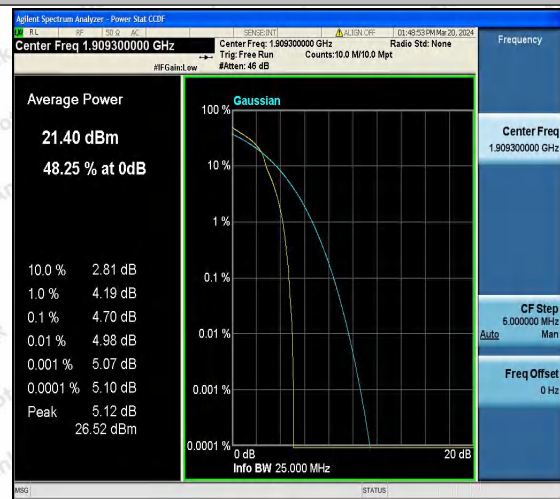 Agilent Spectrum Analyzer - Power Stat CCDF
RL RF 50 Ω AC SENSE:INT ALIGN OFF 01:48:53 PM Mar 20, 2024
Center Freq 1.909300000 GHz
Center Freq: 1.909300000 GHz Radio Std: None
Trig: Free Run Counts:10.0 M/10.0 Mpt
#IFGain:Low #Atten: 46 dB
Frequency
Average Power
21.40 dBm
48.25 % at 0dB
10.0 % 2.81 dB
1.0 % 4.19 dB
0.1 % 4.70 dB
0.01 % 4.98 dB
0.001 % 5.07 dB
0.0001 % 5.10 dB
Peak 5.12 dB
26.52 dBm
Gaussian
100 %
10 %
1 %
0.1 %
0.01 %
0.001 %
0.0001 %
0 dB 20 dB
Info BW 25.000 MHz
Center Freq
1.909300000 GHz
CF Step
5.000000 MHz
Auto Man
Freq Offset
0 Hz
MSG STATUS